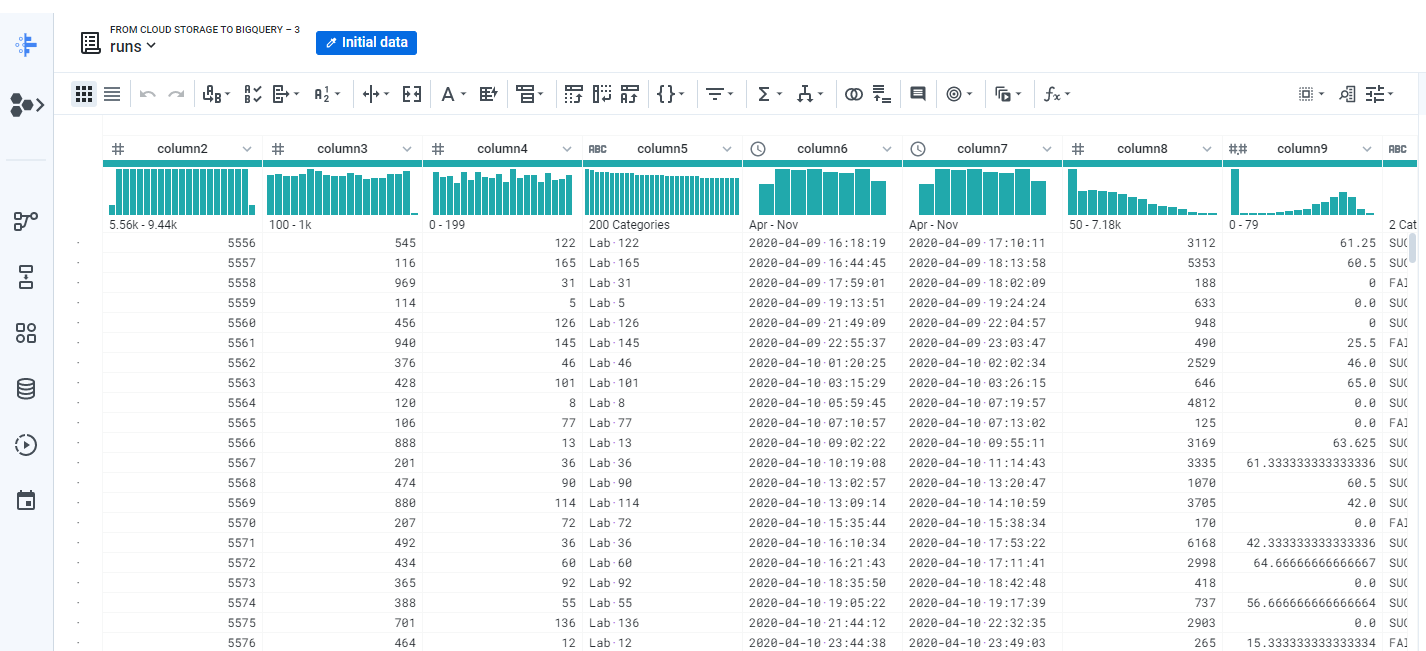 FROM CLOUD STORAGE TO BIGQUERY – 3
runs
Initial data
# column2 # column3 # column4 ABC column5 column6 column7 # column8 #.# column9 ABC
5.56k - 9.44k 100 - 1k 0 - 199 200 Categories Apr - Nov Apr - Nov 50 - 7.18k 0 - 79 2 Cat
5556 545 122 Lab·122 2020-04-09·16:18:19 2020-04-09·17:10:11 3112 61.25 SUC
5557 116 165 Lab·165 2020-04-09·16:44:45 2020-04-09·18:13:58 5353 60.5 SUC
5558 969 31 Lab·31 2020-04-09·17:59:01 2020-04-09·18:02:09 188 0 FAI
5559 114 5 Lab·5 2020-04-09·19:13:51 2020-04-09·19:24:24 633 0.0 SUC
5560 456 126 Lab·126 2020-04-09·21:49:09 2020-04-09·22:04:57 948 0 SUC
5561 940 145 Lab·145 2020-04-09·22:55:37 2020-04-09·23:03:47 490 25.5 FAI
5562 376 46 Lab·46 2020-04-10·01:20:25 2020-04-10·02:02:34 2529 46.0 SUC
5563 428 101 Lab·101 2020-04-10·03:15:29 2020-04-10·03:26:15 646 65.0 SUC
5564 120 8 Lab·8 2020-04-10·05:59:45 2020-04-10·07:19:57 4812 0.0 SUC
5565 106 77 Lab·77 2020-04-10·07:10:57 2020-04-10·07:13:02 125 0.0 FAI
5566 888 13 Lab·13 2020-04-10·09:02:22 2020-04-10·09:55:11 3169 63.625 SUC
5567 201 36 Lab·36 2020-04-10·10:19:08 2020-04-10·11:14:43 3335 61.333333333333336 SUC
5568 474 90 Lab·90 2020-04-10·13:02:57 2020-04-10·13:20:47 1070 60.5 SUC
5569 880 114 Lab·114 2020-04-10·13:09:14 2020-04-10·14:10:59 3705 42.0 SUC
5570 207 72 Lab·72 2020-04-10·15:35:44 2020-04-10·15:38:34 170 0.0 FAI
5571 492 36 Lab·36 2020-04-10·16:10:34 2020-04-10·17:53:22 6168 42.333333333333336 SUC
5572 434 60 Lab·60 2020-04-10·16:21:43 2020-04-10·17:11:41 2998 64.66666666666667 SUC
5573 365 92 Lab·92 2020-04-10·18:35:50 2020-04-10·18:42:48 418 0.0 SUC
5574 388 55 Lab·55 2020-04-10·19:05:22 2020-04-10·19:17:39 737 56.666666666666664 SUC
5575 701 136 Lab·136 2020-04-10·21:44:12 2020-04-10·22:32:35 2903 0.0 SUC
5576 464 12 Lab·12 2020-04-10·23:44:38 2020-04-10·23:49:03 265 15.333333333333334 FAI